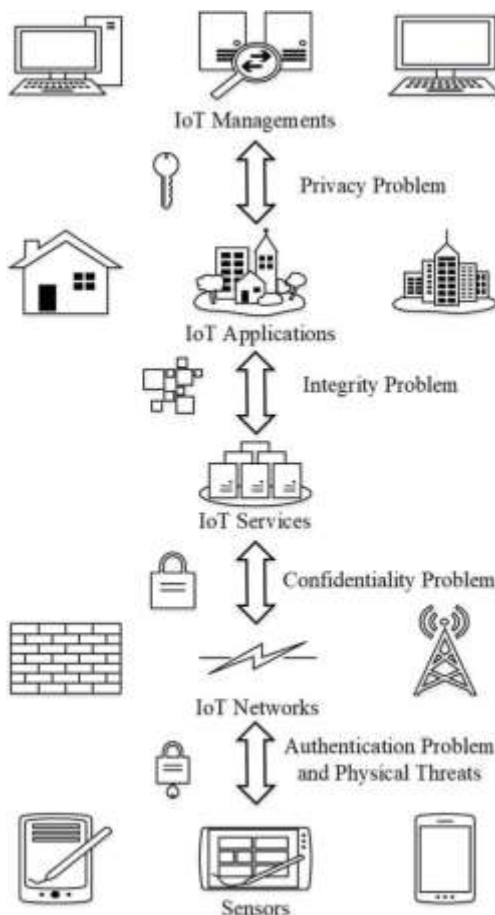 IoT Managements
Privacy Problem
IoT Applications
Integrity Problem
IoT Services
Confidentiality Problem
IoT Networks
Authentication Problem
and Physical Threats
Sensors